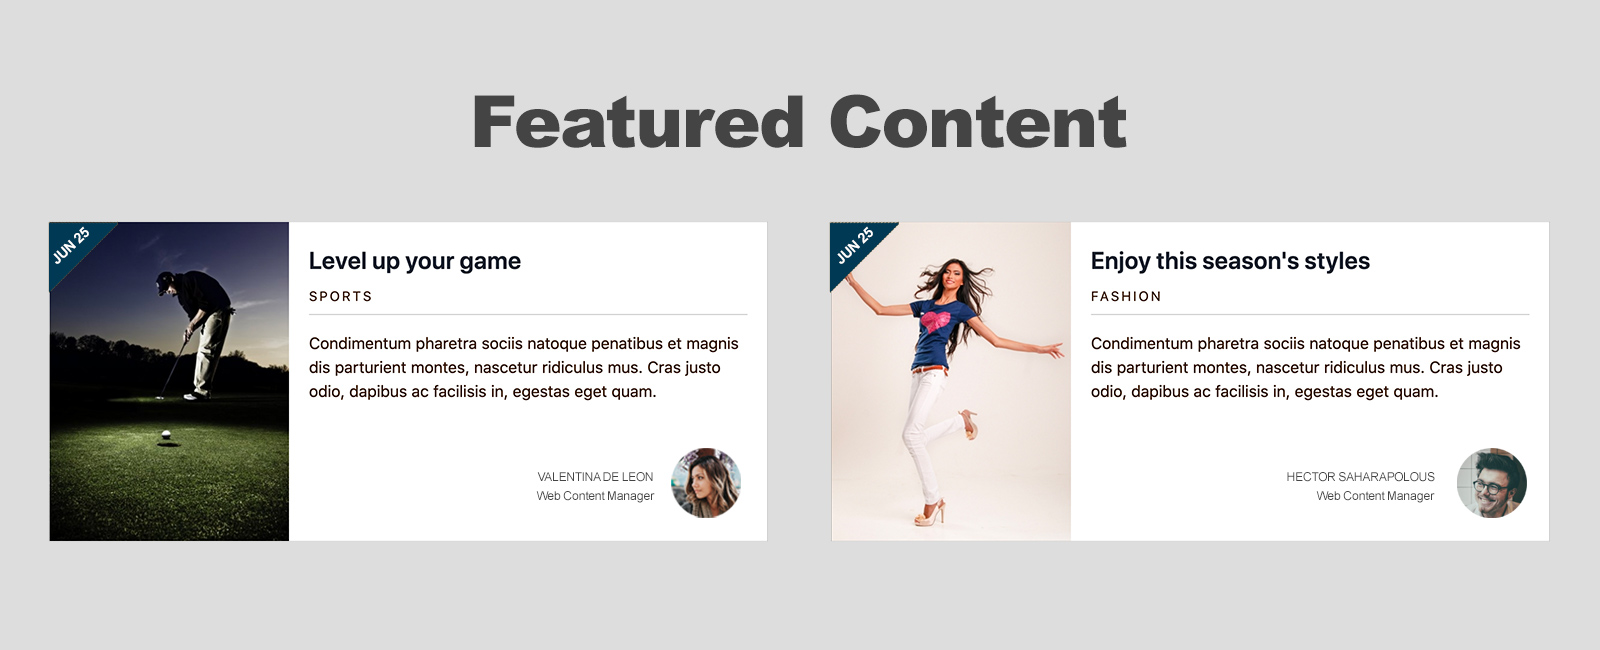 Featured Content
JUN 25
Level up your game
SPORTS
Condimentum pharetra sociis natoque penatibus et magnis
dis parturient montes, nascetur ridiculus mus. Cras justo
odio, dapibus ac facilisis in, egestas eget quam.
VALENTINA DE LEON
Web Content Manager
JUN 25
Enjoy this season's styles
FASHION
Condimentum pharetra sociis natoque penatibus et magnis
dis parturient montes, nascetur ridiculus mus. Cras justo
odio, dapibus ac facilisis in, egestas eget quam.
HECTOR SAHARAPOLOUS
Web Content Manager